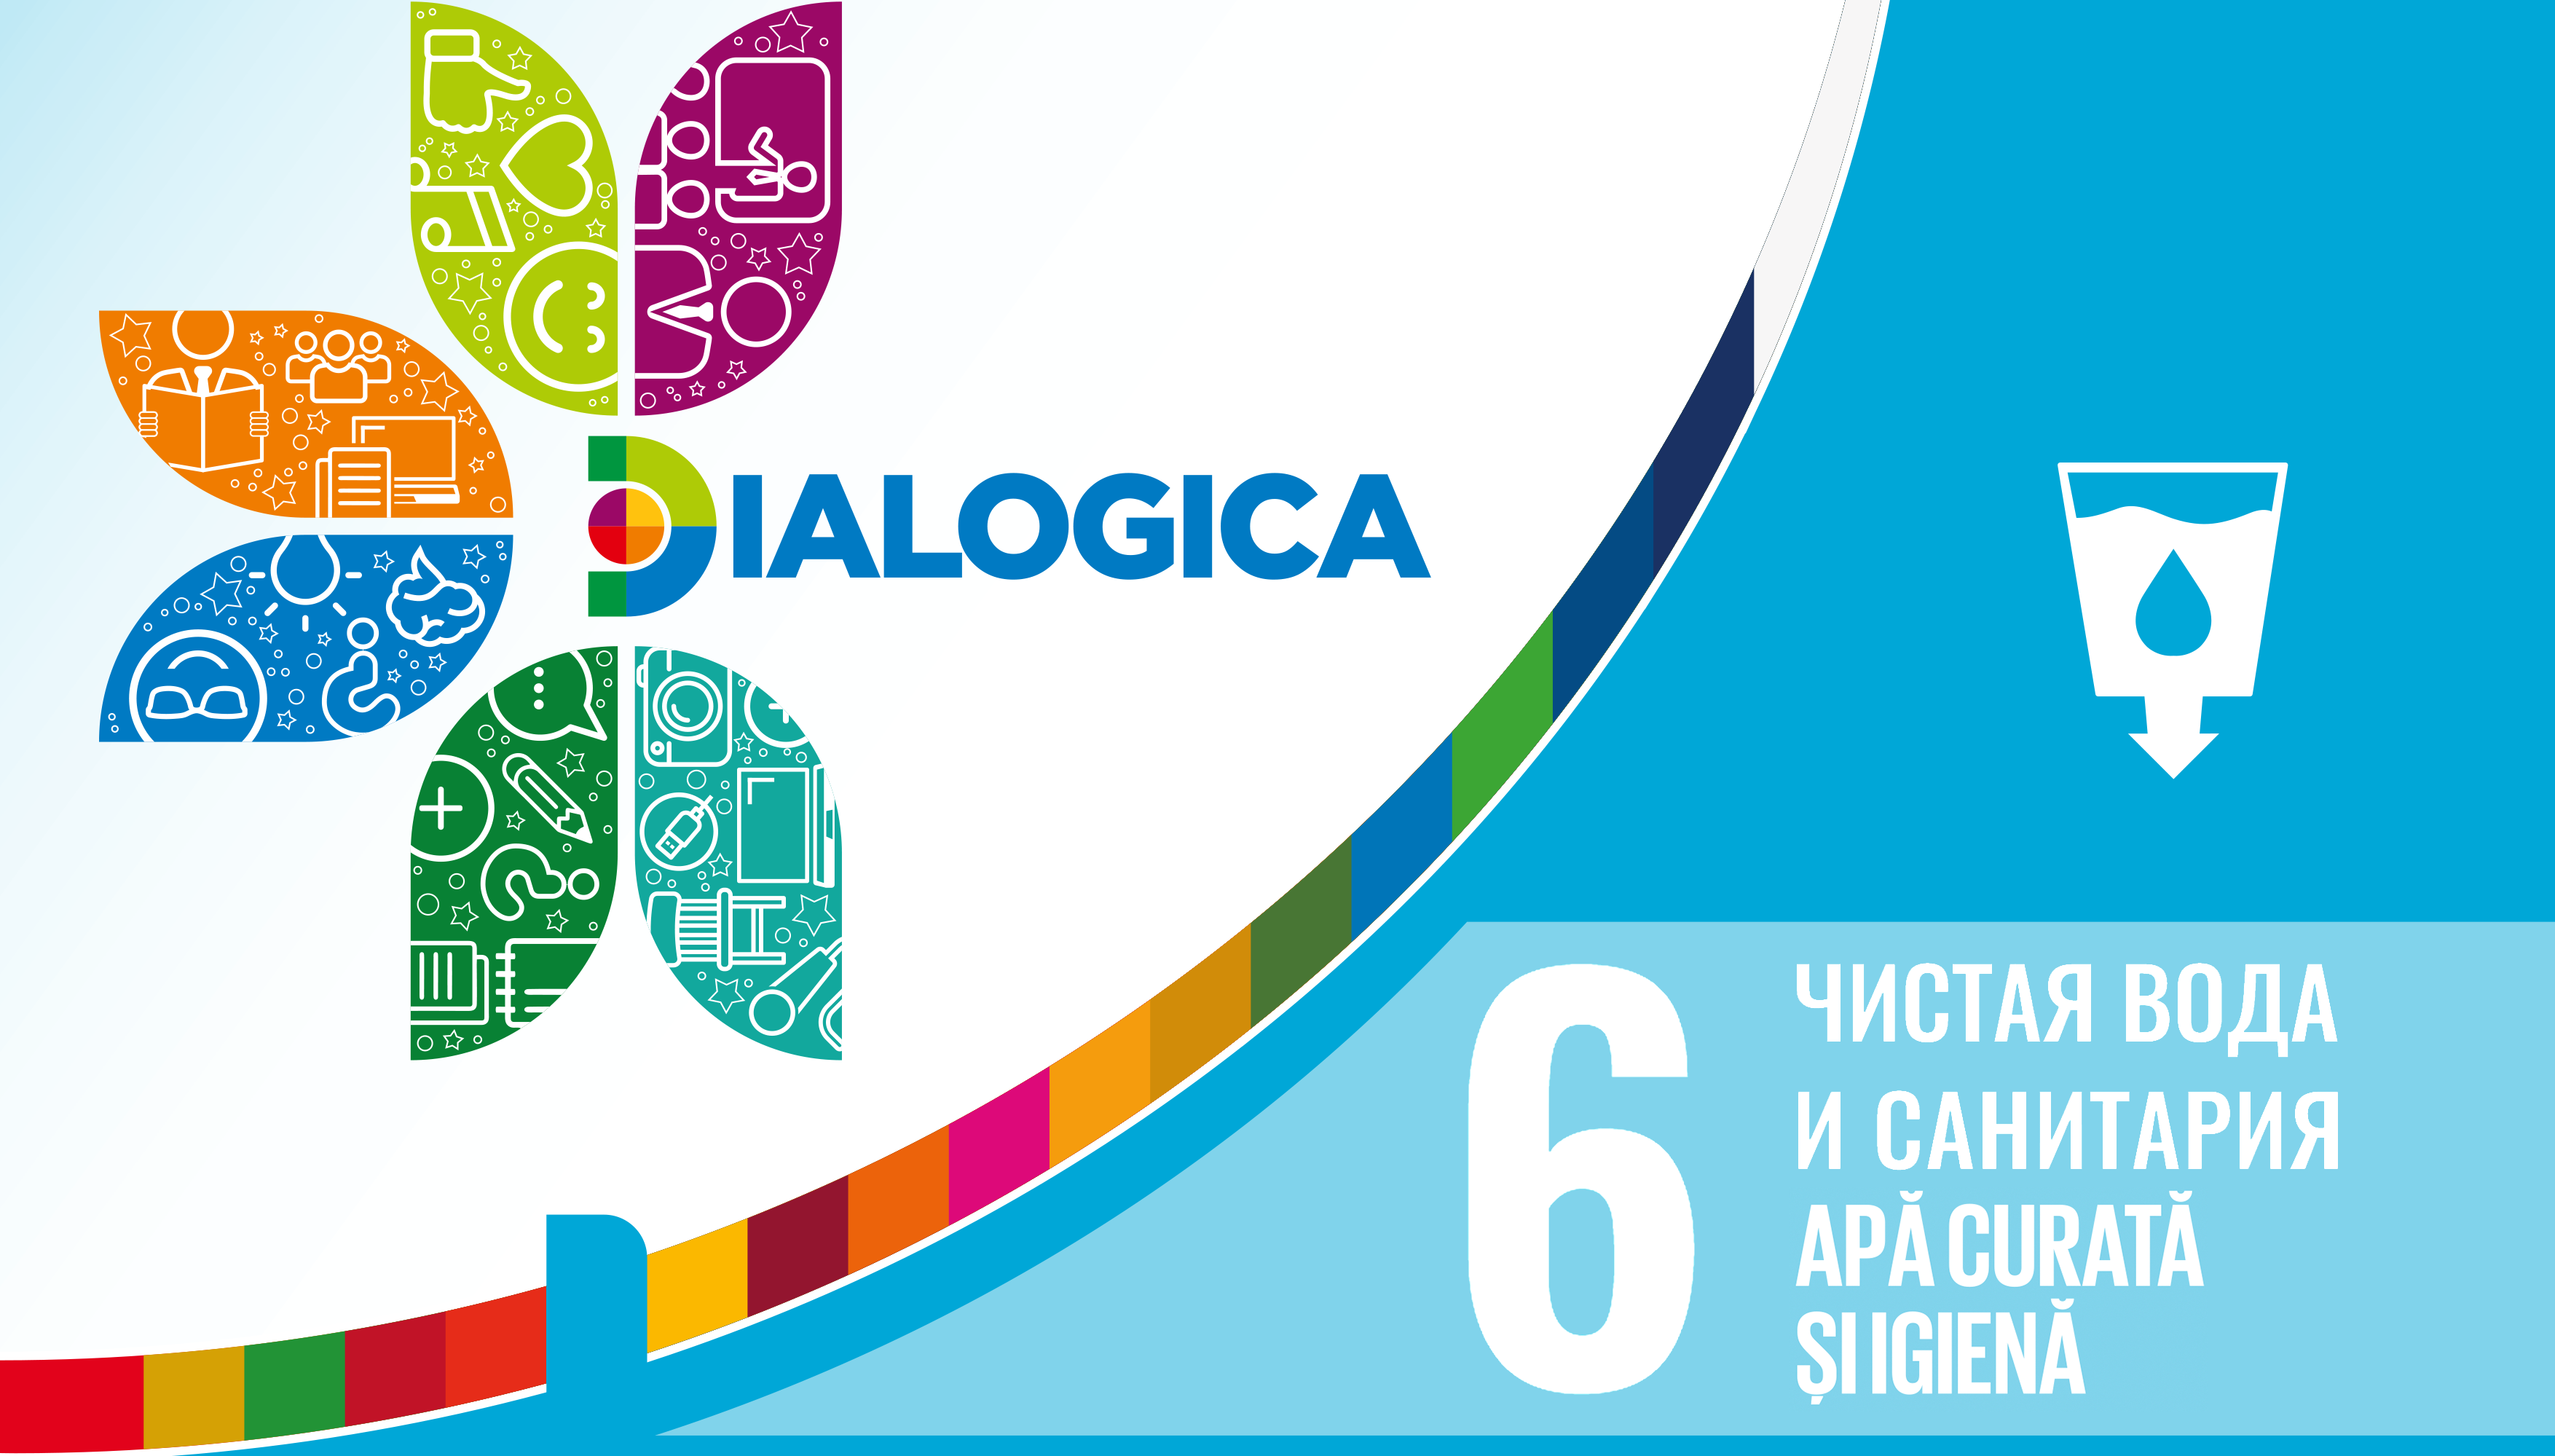 DIALOGICA
6
ЧИСТАЯ ВОДА
И САНИТАРИЯ
APĂ CURATĂ
ȘI IGIENĂ